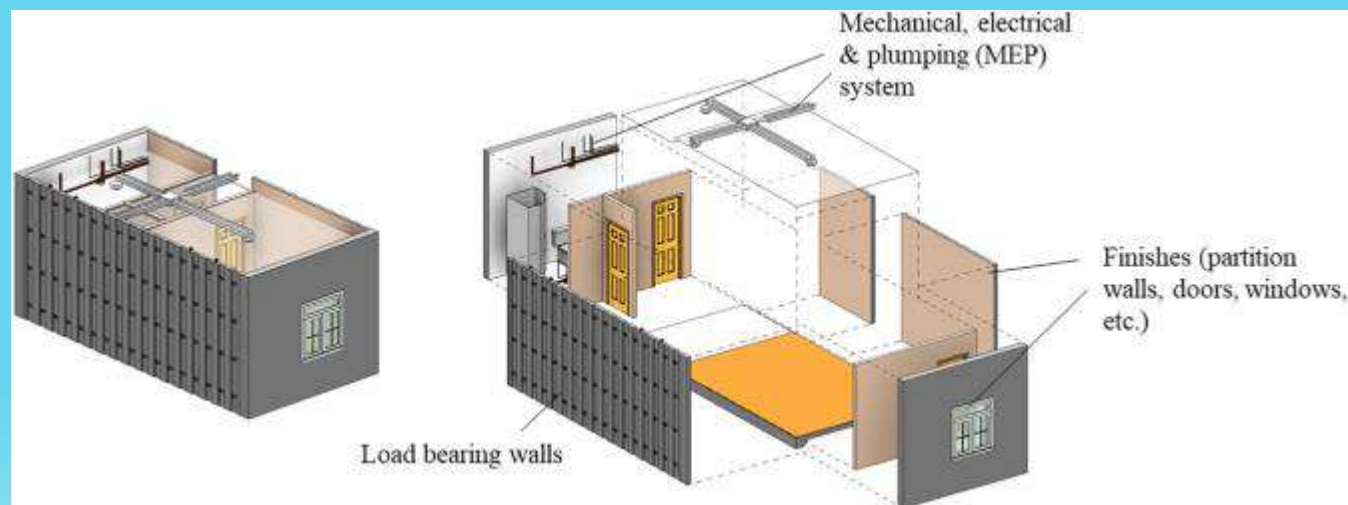 Mechanical, electrical
& plumping (MEP)
system
Finishes (partition
walls, doors, windows,
etc.)
Load bearing walls